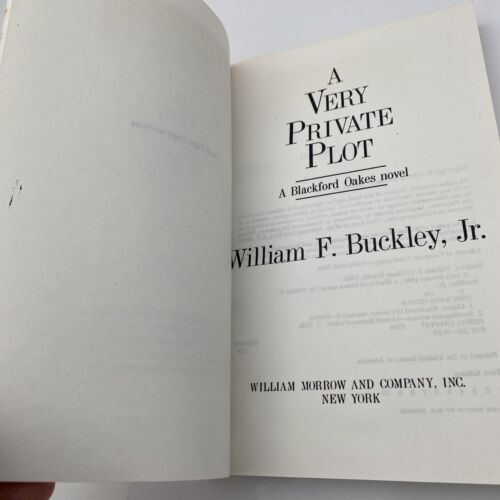 A
VERY
PRIVATE
PLOT
A Blackford Oakes novel
William F. Buckley, Jr.
WILLIAM MORROW AND COMPANY, INC.
NEW YORK